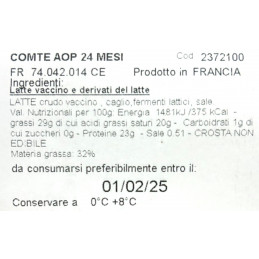 COMTE AOP 24 MESI Cod 2372100
FR 74.042.014 CE Prodotto in FRANCIA
Ingredienti:
Latte vaccino e derivati del latte
LATTE crudo vaccino , caglio,fermenti lattici, sale
Val. Nutrizionali per 100g: Energia 1481kJ/375 kCal -
grassi 29g di cui acidi grassi saturi 20g - Carboidrati 1g di
cui zuccheri 0g - Proteine 23g - Sale 0.51 - CROSTA NON
EDIBILE
Materia grassa: 32%
da consumarsi preferibilmente entro il:
01/02/25
Conservare a 0°C +8°C